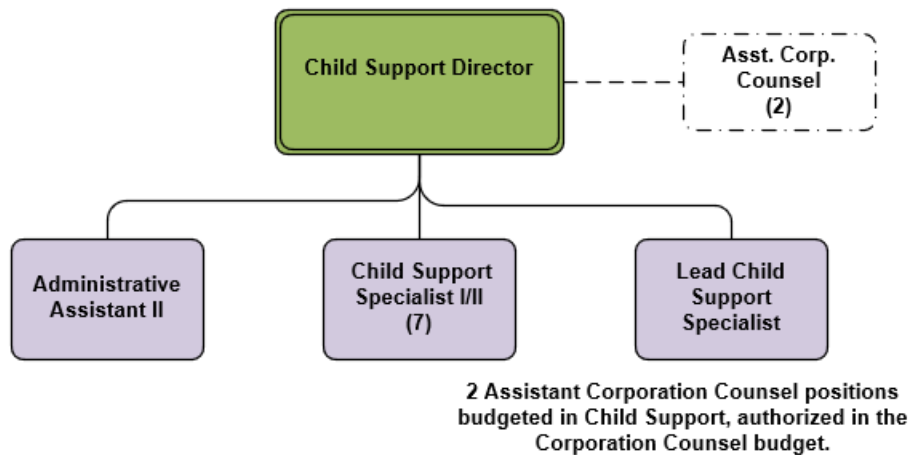 Child Support Director
Asst. Corp.
Counsel
(2)
Administrative
Assistant II
Child Support
Specialist I/II
(7)
Lead Child
Support
Specialist
2 Assistant Corporation Counsel positions
budgeted in Child Support, authorized in the
Corporation Counsel budget.